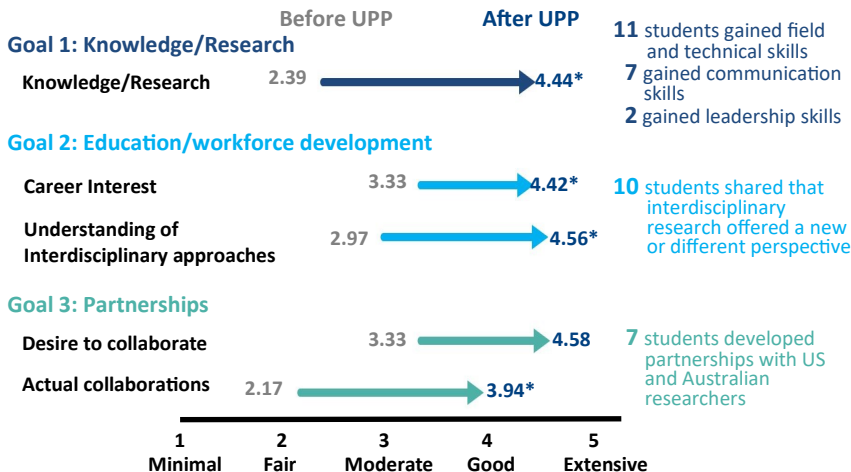 Before UPP After UPP
Goal 1: Knowledge/Research
Knowledge/Research 2.39 4.44*
11 students gained field
and technical skills
7 gained communication
skills
2 gained leadership skills
Goal 2: Education/workforce development
Career Interest 3.33 4.42*
Understanding of
Interdisciplinary approaches 2.97 4.56*
10 students shared that
interdisciplinary
research offered a new
or different perspective
Goal 3: Partnerships
Desire to collaborate 3.33 4.58
Actual collaborations 2.17 3.94*
7 students developed
partnerships with US
and Australian
researchers
1 2 3 4 5
Minimal Fair Moderate Good Extensive